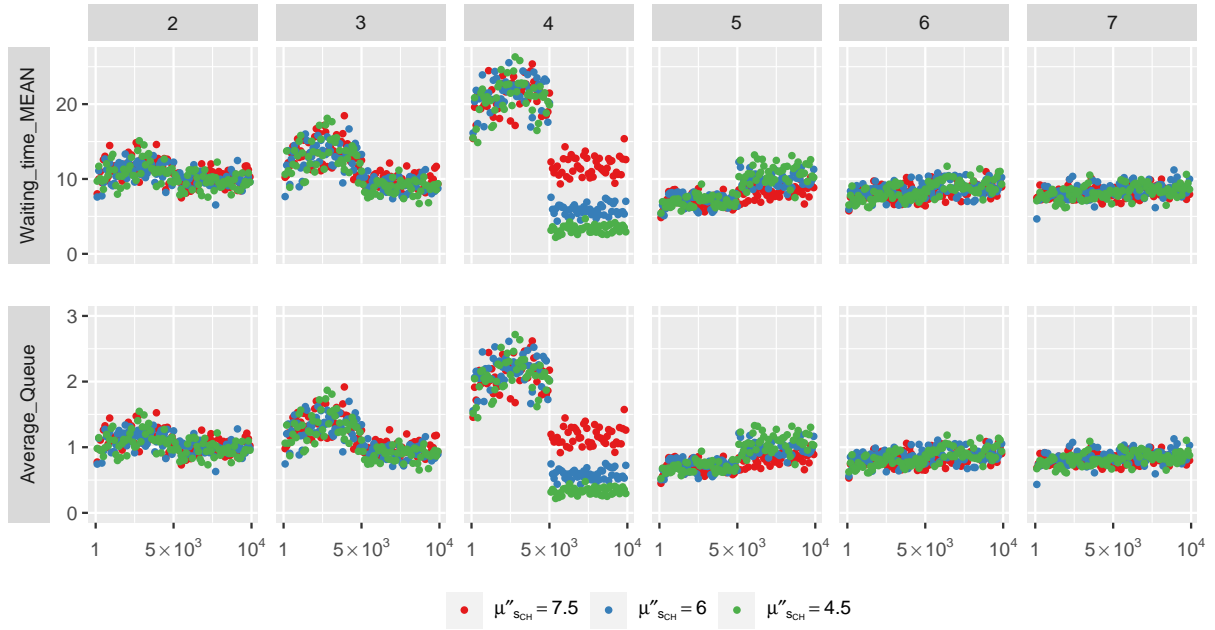 2 3 4 5 6 7
Waiting_time_MEAN
20
10
0
Average_Queue
3
2
1
0
1 5×10³ 10⁴ 1 5×10³ 10⁴ 1 5×10³ 10⁴ 1 5×10³ 10⁴ 1 5×10³ 10⁴ 1 5×10³ 10⁴
μ″sCH = 7.5 μ″sCH = 6 μ″sCH = 4.5